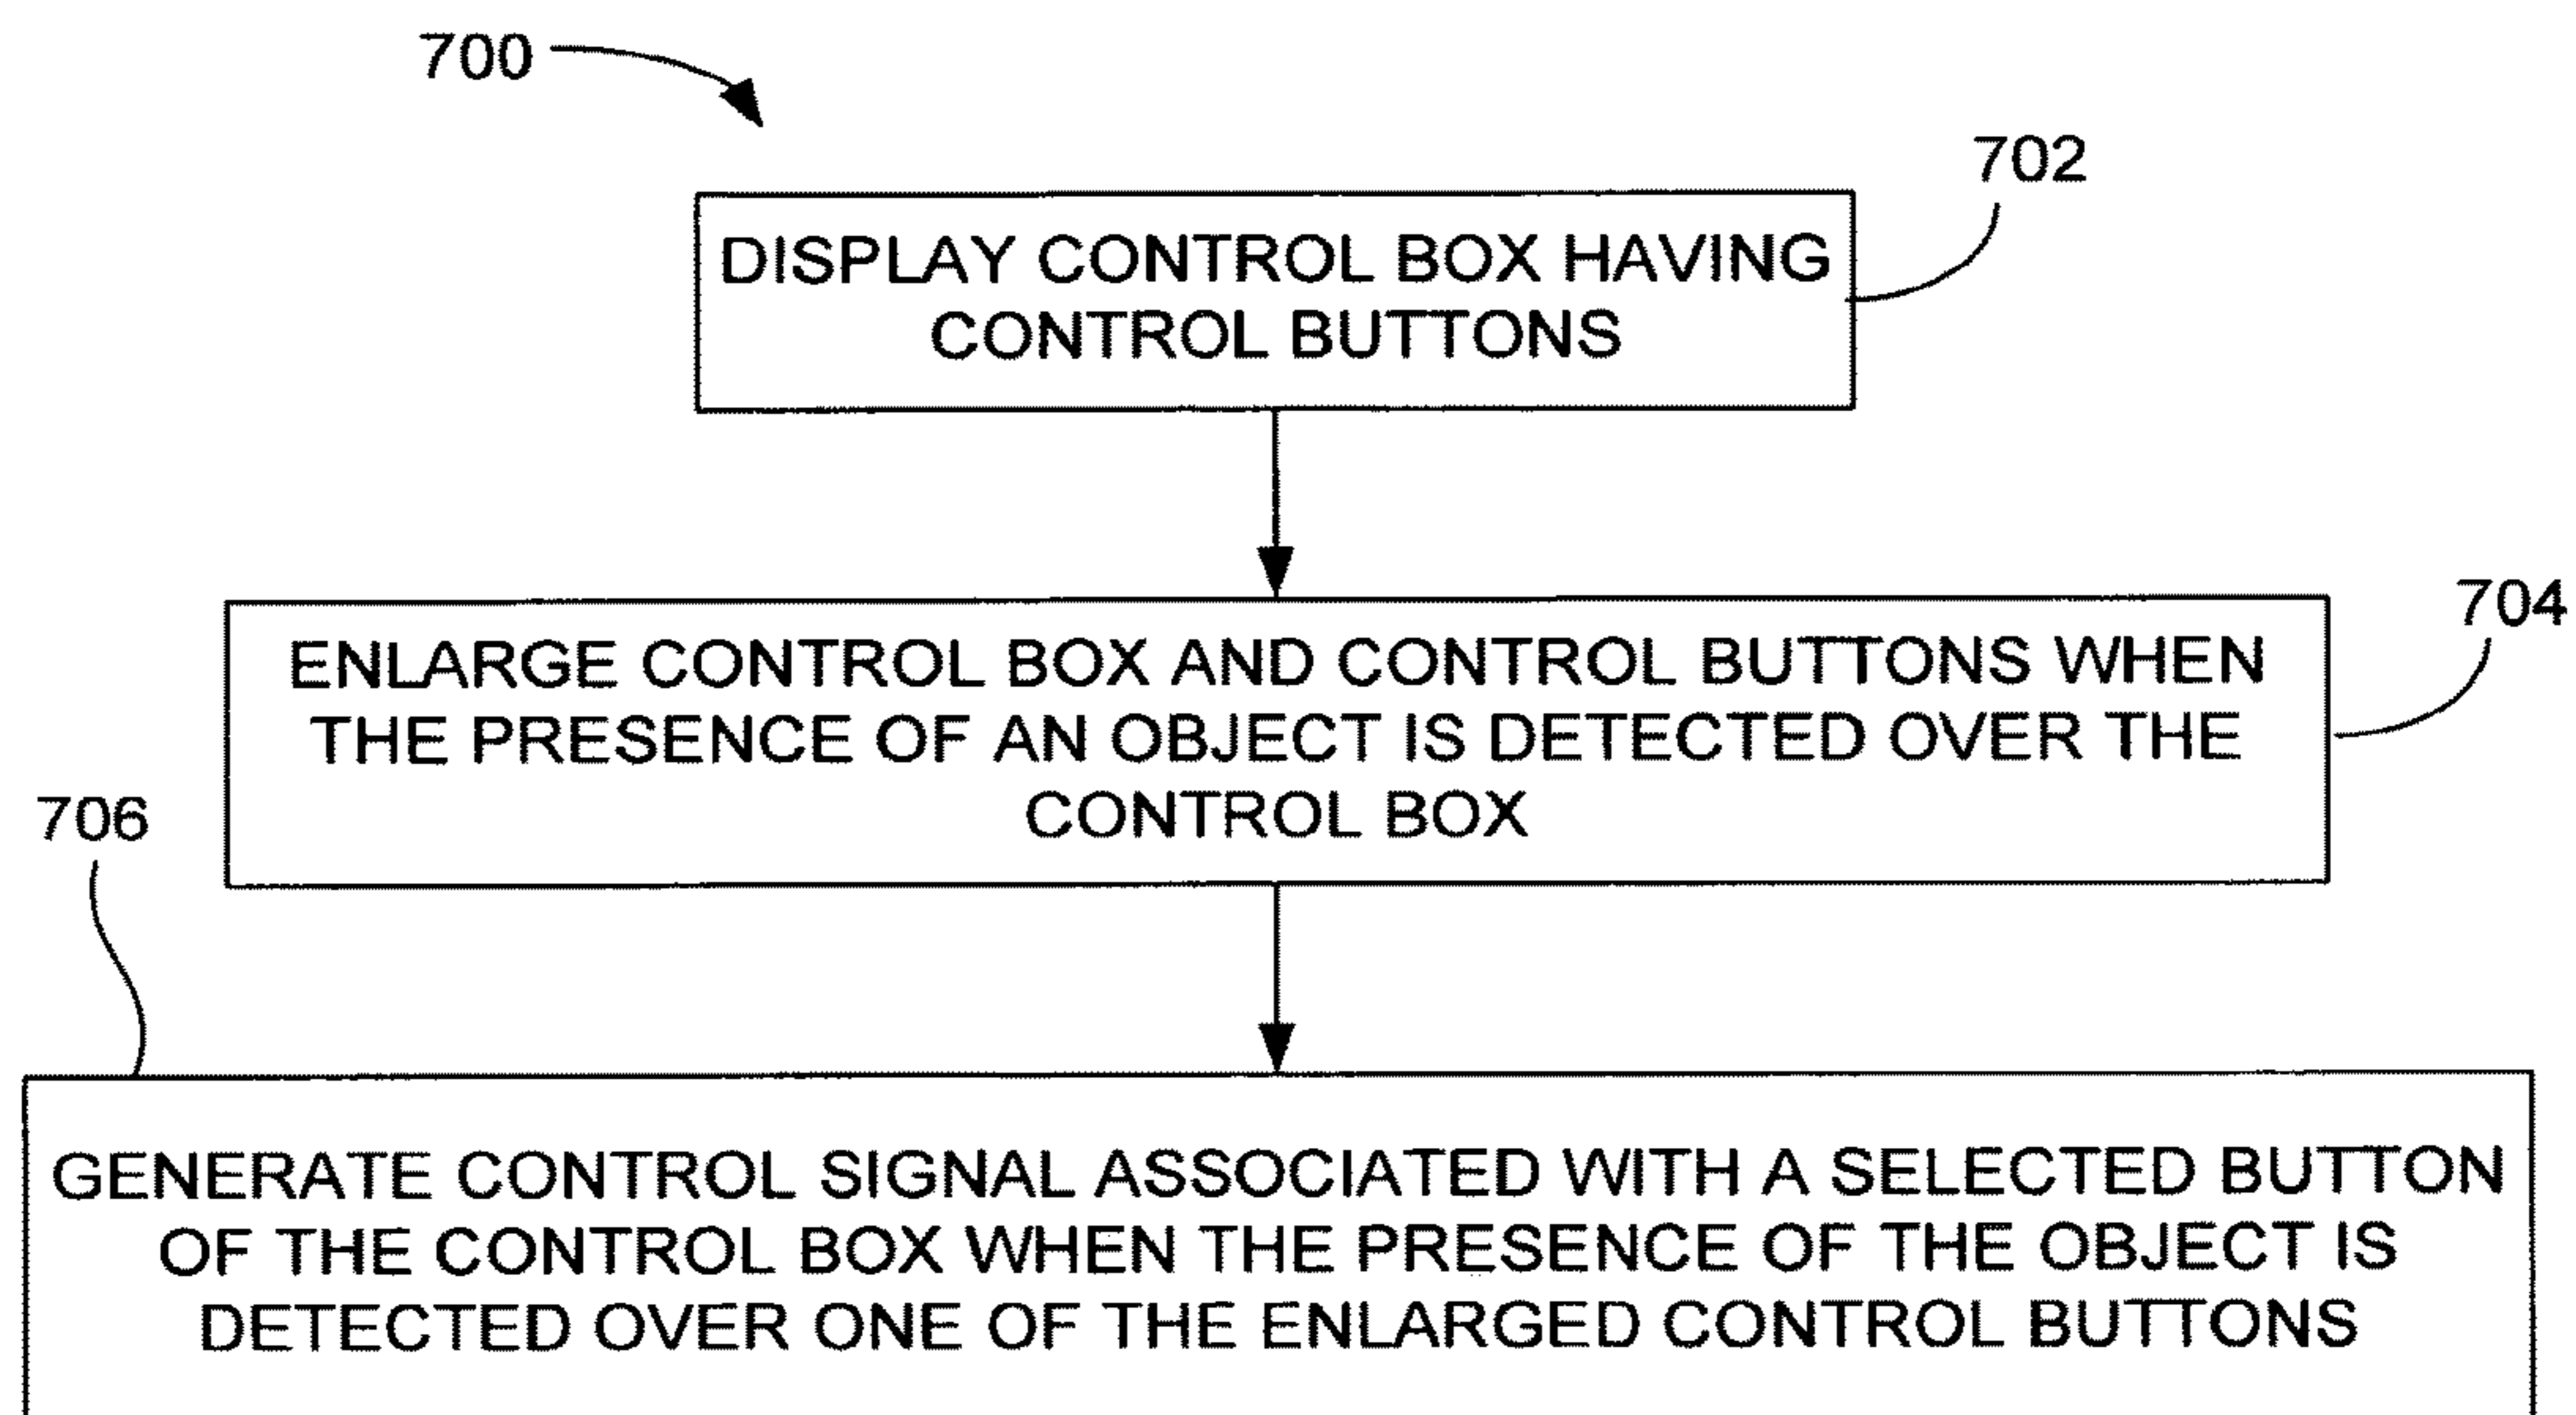 700
702
DISPLAY CONTROL BOX HAVING
CONTROL BUTTONS
704
ENLARGE CONTROL BOX AND CONTROL BUTTONS WHEN
THE PRESENCE OF AN OBJECT IS DETECTED OVER THE
CONTROL BOX
706
GENERATE CONTROL SIGNAL ASSOCIATED WITH A SELECTED BUTTON
OF THE CONTROL BOX WHEN THE PRESENCE OF THE OBJECT IS
DETECTED OVER ONE OF THE ENLARGED CONTROL BUTTONS